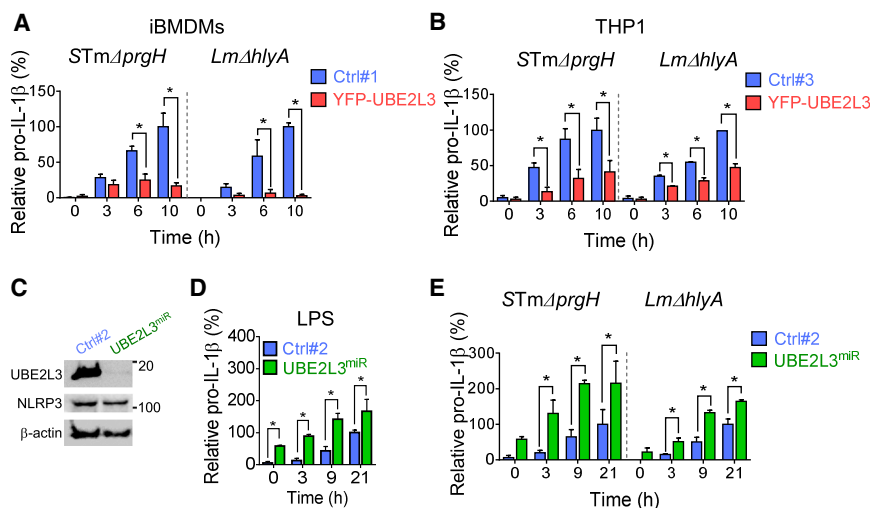 A
iBMDMs
STmΔprgH
LmΔhlyA
Relative pro-IL-1β (%)
150
100
50
0
Ctrl#1
YFP-UBE2L3
*
*
*
*
0 3 6 10 0 3 6 10
Time (h)
B
THP1
STmΔprgH
LmΔhlyA
Relative pro-IL-1β (%)
150
100
50
0
Ctrl#3
YFP-UBE2L3
*
*
*
*
*
*
0 3 6 10 0 3 6 10
Time (h)
C
Ctrl#2
UBE2L3miR
UBE2L3
20
NLRP3
100
β-actin
D
LPS
Relative pro-IL-1β (%)
400
300
200
100
0
Ctrl#2
UBE2L3miR
*
*
*
*
0 3 9 21
Time (h)
E
STmΔprgH
LmΔhlyA
Relative pro-IL-1β (%)
300
200
100
0
Ctrl#2
UBE2L3miR
*
*
*
*
*
*
0 3 9 21 0 3 9 21
Time (h)